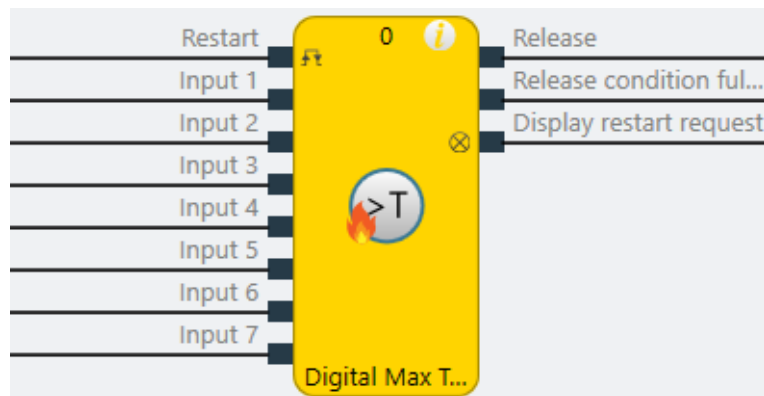 Restart
0
i
Release
Input 1
Release condition ful...
Input 2
Display restart request
Input 3
Input 4
>T
Input 5
Input 6
Input 7
Digital Max T...